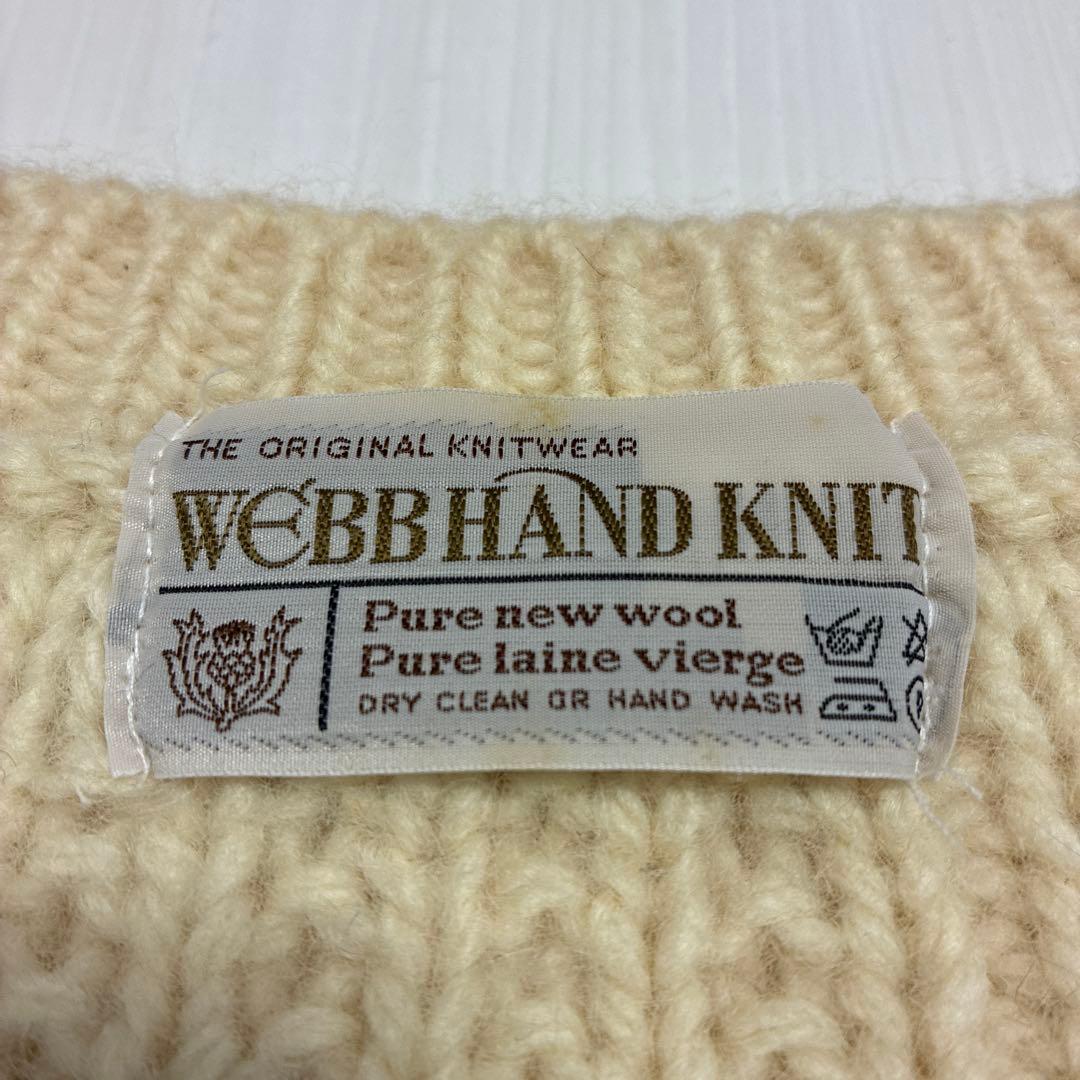 THE ORIGINAL KNITWEAR
WEBB HAND KNIT
Pure new wool
Pure laine vierge
DRY CLEAN OR HAND WASH